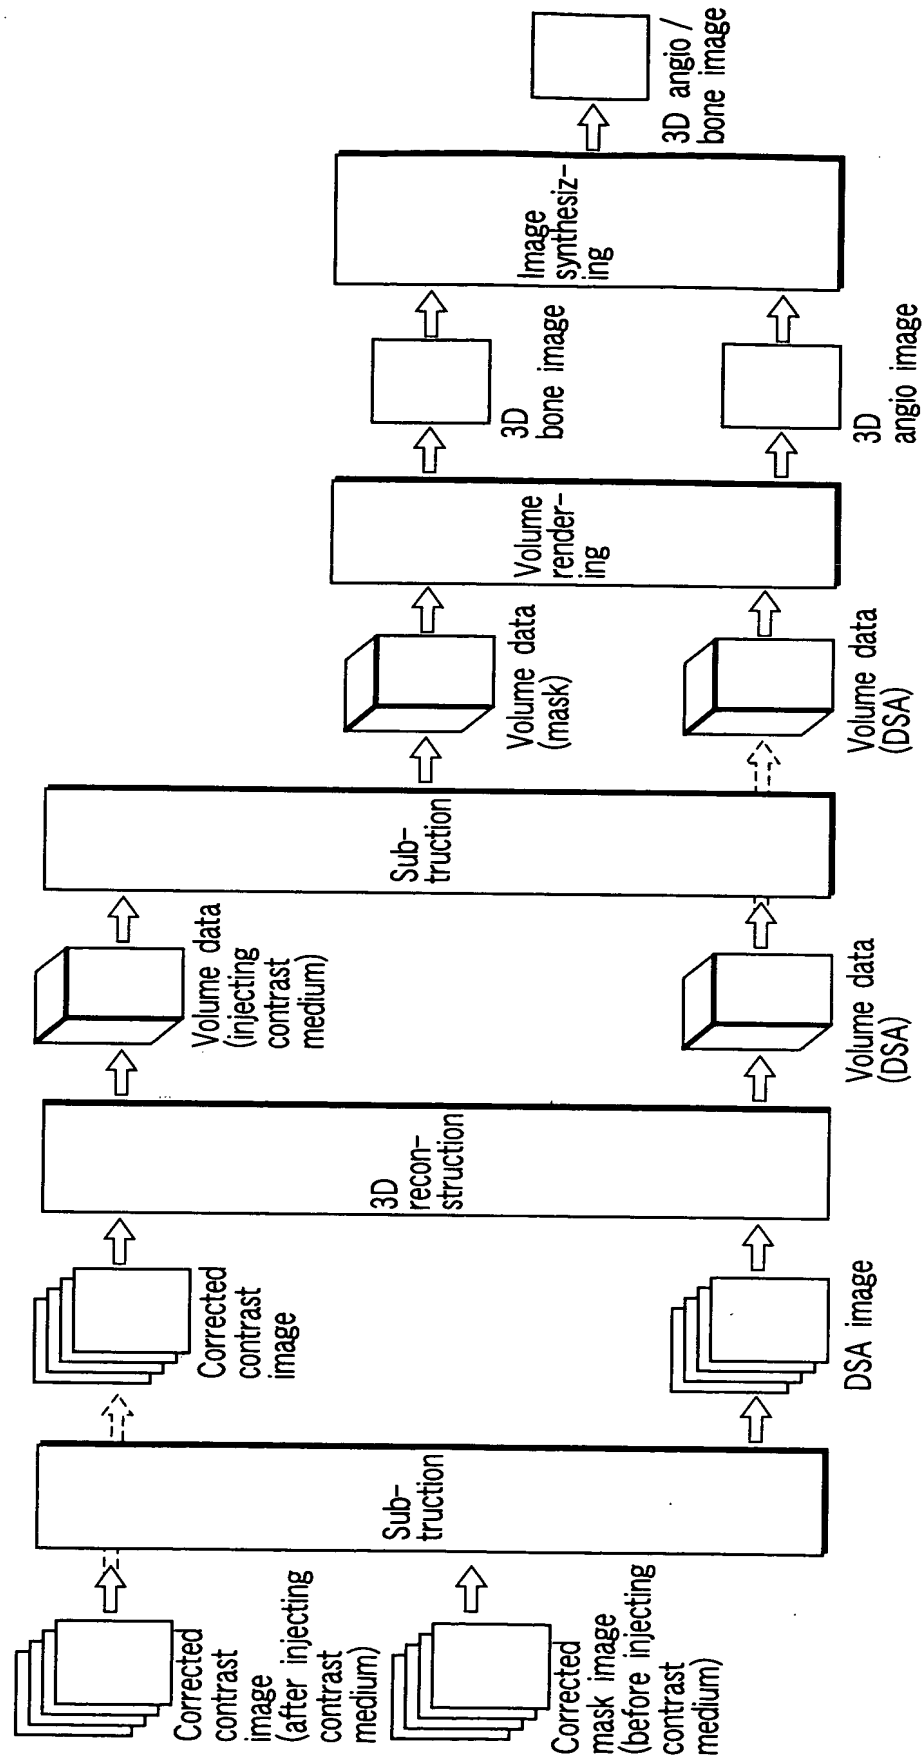 Corrected
contrast
image
(after injecting
contrast
medium)
Corrected
mask image
(before injecting
contrast
medium)
Sub-
truction
Corrected
contrast
image
DSA image
3D
recon-
struction
Volume data
(injecting
contrast
medium)
Volume data
(DSA)
Sub-
truction
Volume data
(mask)
Volume data
(DSA)
Volume
render-
ing
3D
bone image
3D
angio image
Image
synthesiz-
ing
3D angio/
bone image